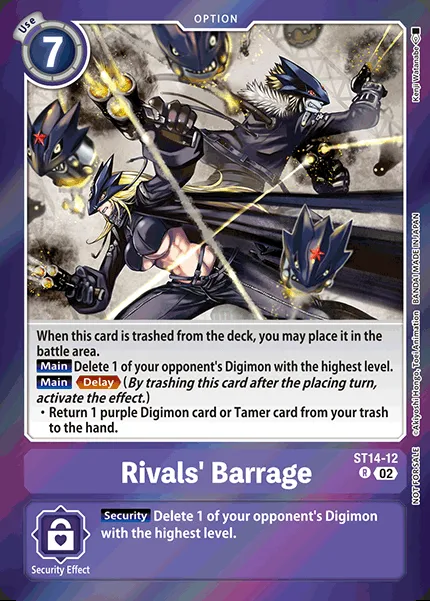 OPTION
Use
7
Kenji Watanabe
When this card is trashed from the deck, you may place it in the
battle area.
Main Delete 1 of your opponent's Digimon with the highest level.
Main Delay (By trashing this card after the placing turn,
activate the effect.)
・Return 1 purple Digimon card or Tamer card from your trash
to the hand.
Rivals' Barrage
ST14-12
R 02
Security Delete 1 of your opponent's Digimon
with the highest level.
Security Effect
NOT FOR SALE ©Akiyoshi Hongo, Toei Animation BANDAI MADE IN JAPAN